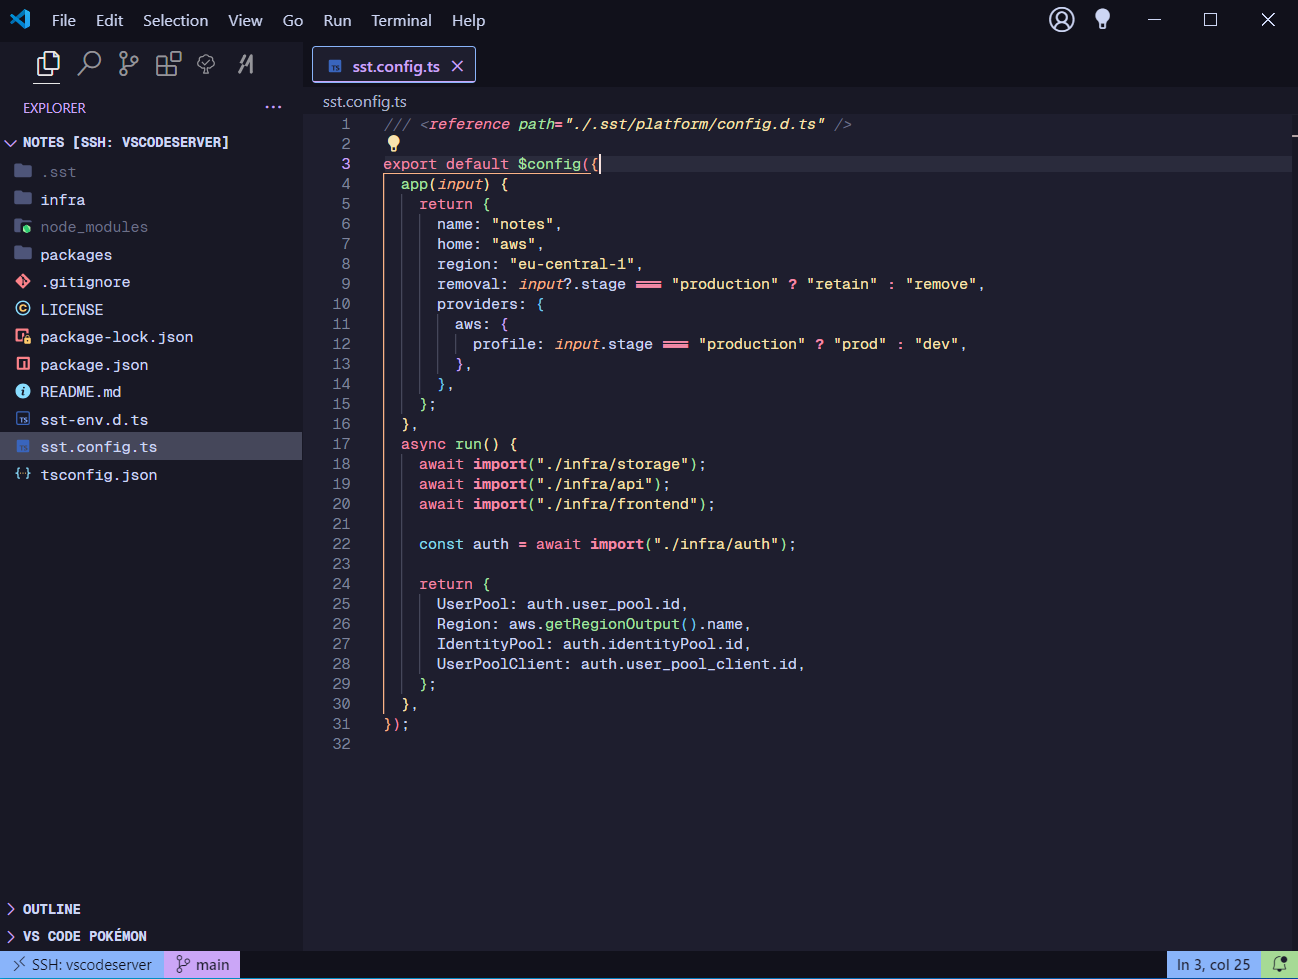 File Edit Selection View Go Run Terminal Help
EXPLORER ...
NOTES [SSH: VSCODESERVER]
.sst
infra
node_modules
packages
.gitignore
LICENSE
package-lock.json
package.json
README.md
TS sst-env.d.ts
TS sst.config.ts
tsconfig.json
OUTLINE
VS CODE POKÉMON
TS sst.config.ts
sst.config.ts
1 /// <reference path="./.sst/platform/config.d.ts" />
2
3 export default $config({
4 app(input) {
5 return {
6 name: "notes",
7 home: "aws",
8 region: "eu-central-1",
9 removal: input?.stage === "production" ? "retain" : "remove",
10 providers: {
11 aws: {
12 profile: input.stage === "production" ? "prod" : "dev",
13 },
14 },
15 };
16 },
17 async run() {
18 await import("./infra/storage");
19 await import("./infra/api");
20 await import("./infra/frontend");
21
22 const auth = await import("./infra/auth");
23
24 return {
25 UserPool: auth.user_pool.id,
26 Region: aws.getRegionOutput().name,
27 IdentityPool: auth.identityPool.id,
28 UserPoolClient: auth.user_pool_client.id,
29 };
30 },
31 });
32
SSH: vscodeserver main Ln 3, col 25